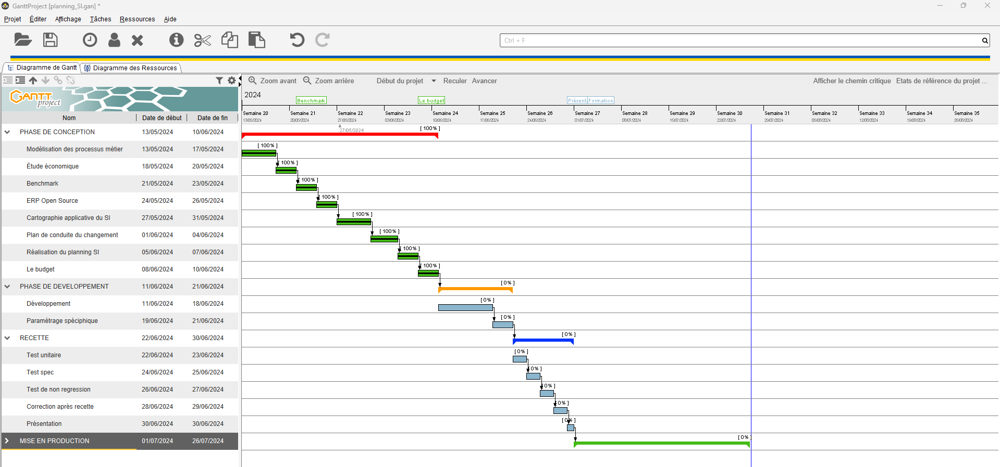 GanttProject [planning_SI.gan] *
Projet Éditer Affichage Tâches Ressources Aide
Ctrl + F
Diagramme de Gantt Diagramme des Ressources
Zoom avant Zoom arrière Début du projet Reculer Avancer Afficher le chemin critique Etats de référence du projet ...
GANTT project
2024
Benchmark Le budget Présent. Formation
Nom Date de début Date de fin
Semaine 20 Semaine 21 Semaine 22 Semaine 23 Semaine 24 Semaine 25 Semaine 26 Semaine 27 Semaine 28 Semaine 29 Semaine 30 Semaine 31 Semaine 32 Semaine 33 Semaine 34 Semaine 35
13/05/2024 20/05/2024 27/05/2024 03/06/2024 10/06/2024 17/06/2024 24/06/2024 01/07/2024 08/07/2024 15/07/2024 22/07/2024 29/07/2024 05/08/2024 12/08/2024 19/08/2024 26/08/2024
27/05/2024
PHASE DE CONCEPTION 13/05/2024 10/06/2024 [ 100% ]
Modélisation des processus métier 13/05/2024 17/05/2024 [ 100% ]
Étude économique 18/05/2024 20/05/2024 [ 100% ]
Benchmark 21/05/2024 23/05/2024 [ 100% ]
ERP Open Source 24/05/2024 26/05/2024 [ 100% ]
Cartographie applicative du SI 27/05/2024 31/05/2024 [ 100% ]
Plan de conduite du changement 01/06/2024 04/06/2024 [ 100% ]
Réalisation du planning SI 05/06/2024 07/06/2024 [ 100% ]
Le budget 08/06/2024 10/06/2024 [ 100% ]
PHASE DE DEVELOPPEMENT 11/06/2024 21/06/2024 [ 0% ]
Développement 11/06/2024 18/06/2024 [ 0% ]
Paramétrage spéciphique 19/06/2024 21/06/2024 [ 0% ]
RECETTE 22/06/2024 30/06/2024 [ 0% ]
Test unitaire 22/06/2024 23/06/2024 [ 0% ]
Test spec 24/06/2024 25/06/2024 [ 0% ]
Test de non regression 26/06/2024 27/06/2024 [ 0% ]
Correction après recette 28/06/2024 29/06/2024 [ 0% ]
Présentation 30/06/2024 30/06/2024 [ 0% ]
MISE EN PRODUCTION 01/07/2024 26/07/2024 [ 0% ]